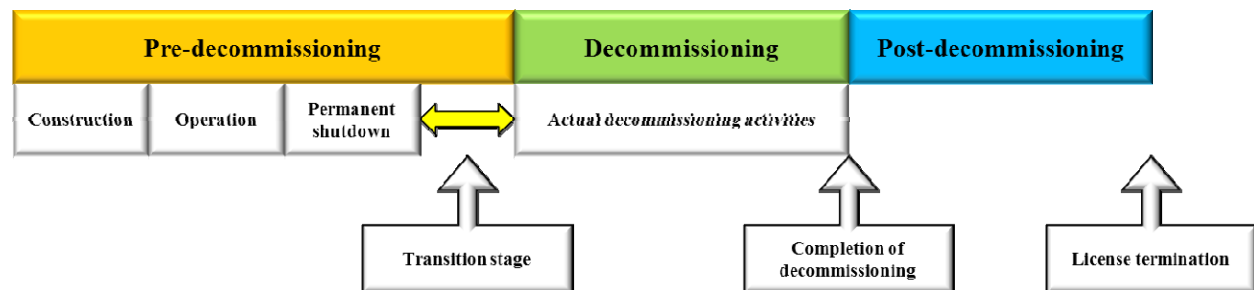 Pre-decommissioning
Decommissioning
Post-decommissioning
Construction
Operation
Permanent
shutdown
Actual decommissioning activities
Transition stage
Completion of
decommissioning
License termination